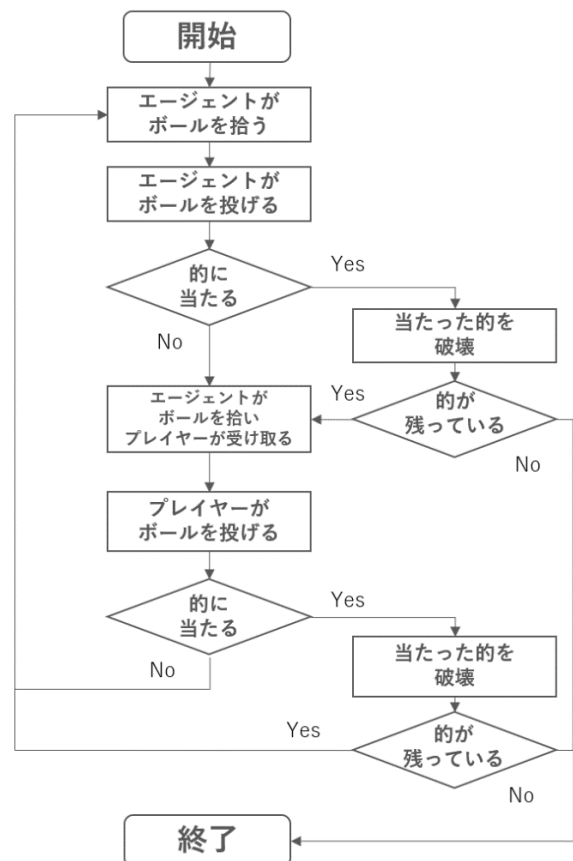 開始
エージェントが
ボールを拾う
エージェントが
ボールを投げる
的に
当たる
Yes
No
当たった的を
破壊
エージェントが
ボールを拾い
プレイヤーが受け取る
Yes
的が
残っている
No
プレイヤーが
ボールを投げる
的に
当たる
Yes
No
当たった的を
破壊
Yes
的が
残っている
No
終了